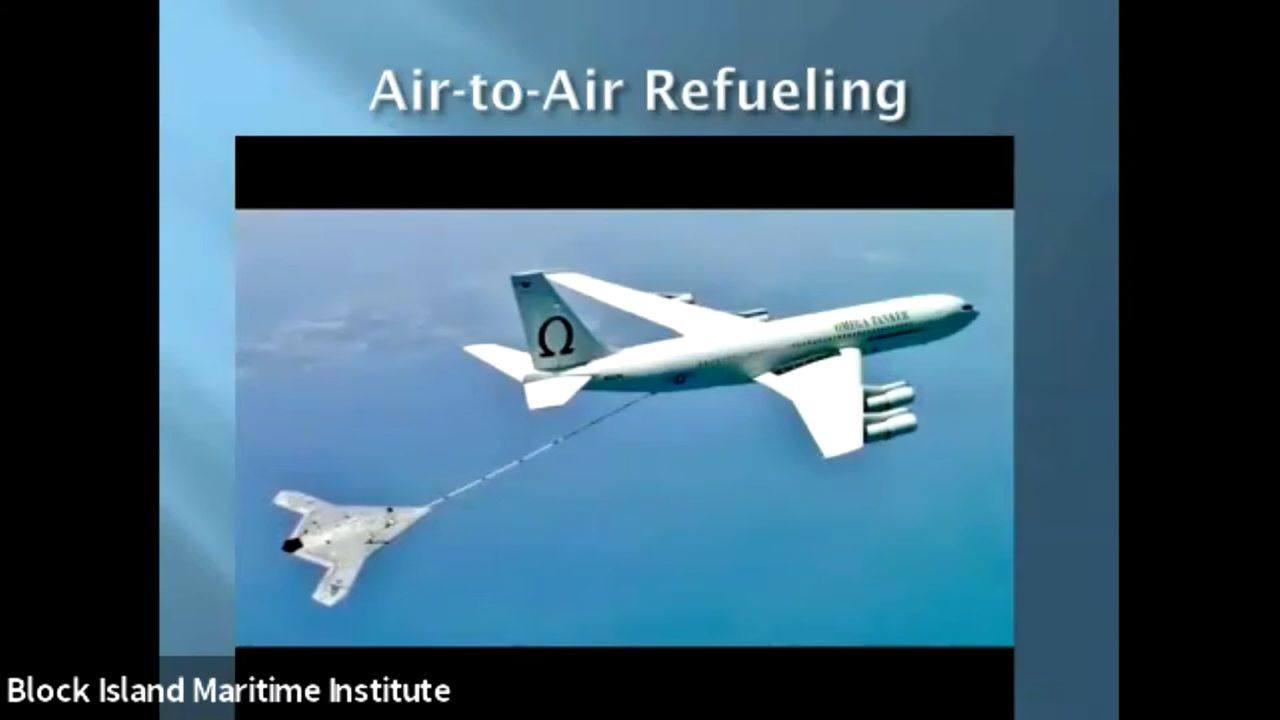 Air-to-Air Refueling
Ω
OMEGA TANKER
Block Island Maritime Institute